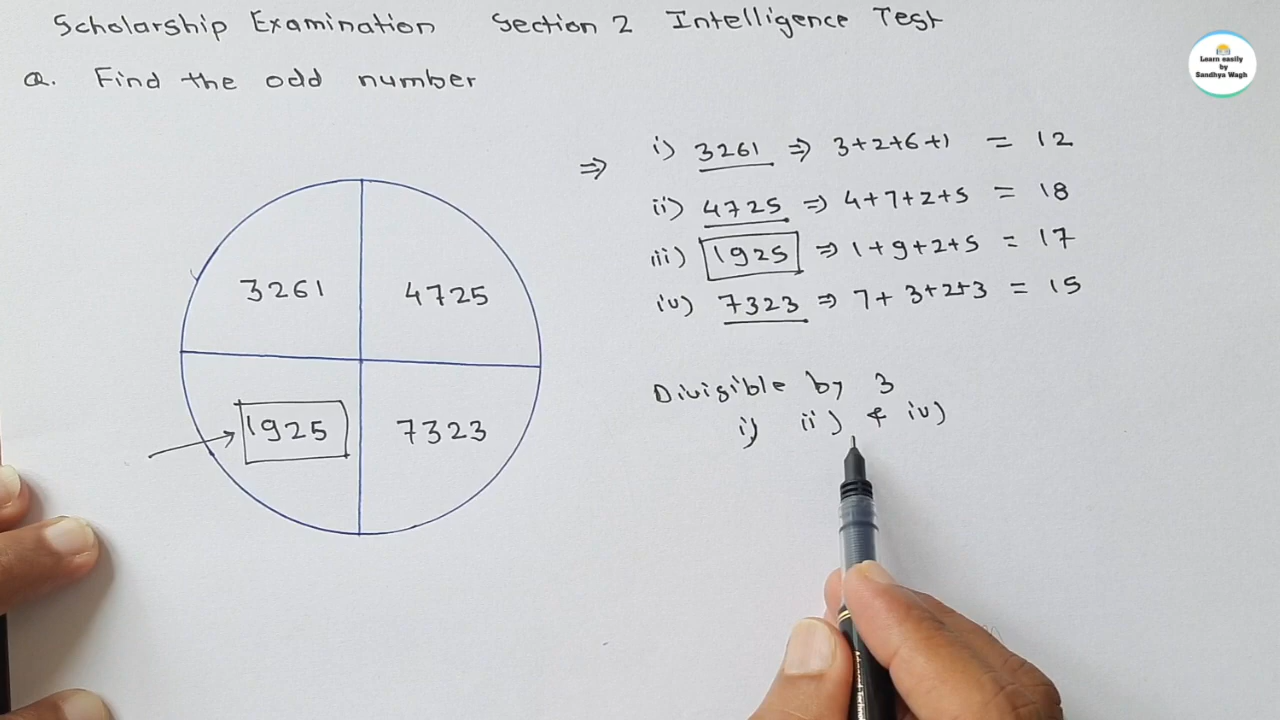 Scholarship Examination Section 2 Intelligence Test
Q. Find the odd number
Learn easily
by
Sandhya Wagh
3261 4725
1925 7323
⇒ i) 3261 ⇒ 3+2+6+1 = 12
ii) 4725 ⇒ 4+7+2+5 = 18
iii) 1925 ⇒ 1+9+2+5 = 17
iv) 7323 ⇒ 7+3+2+3 = 15
Divisible by 3
i) ii) & iv)